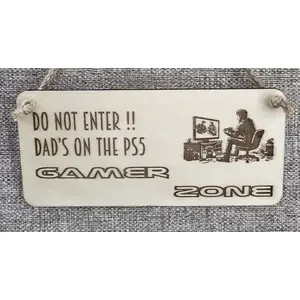 DO NOT ENTER !!
DAD'S ON THE PS5
GAMER
ZONE